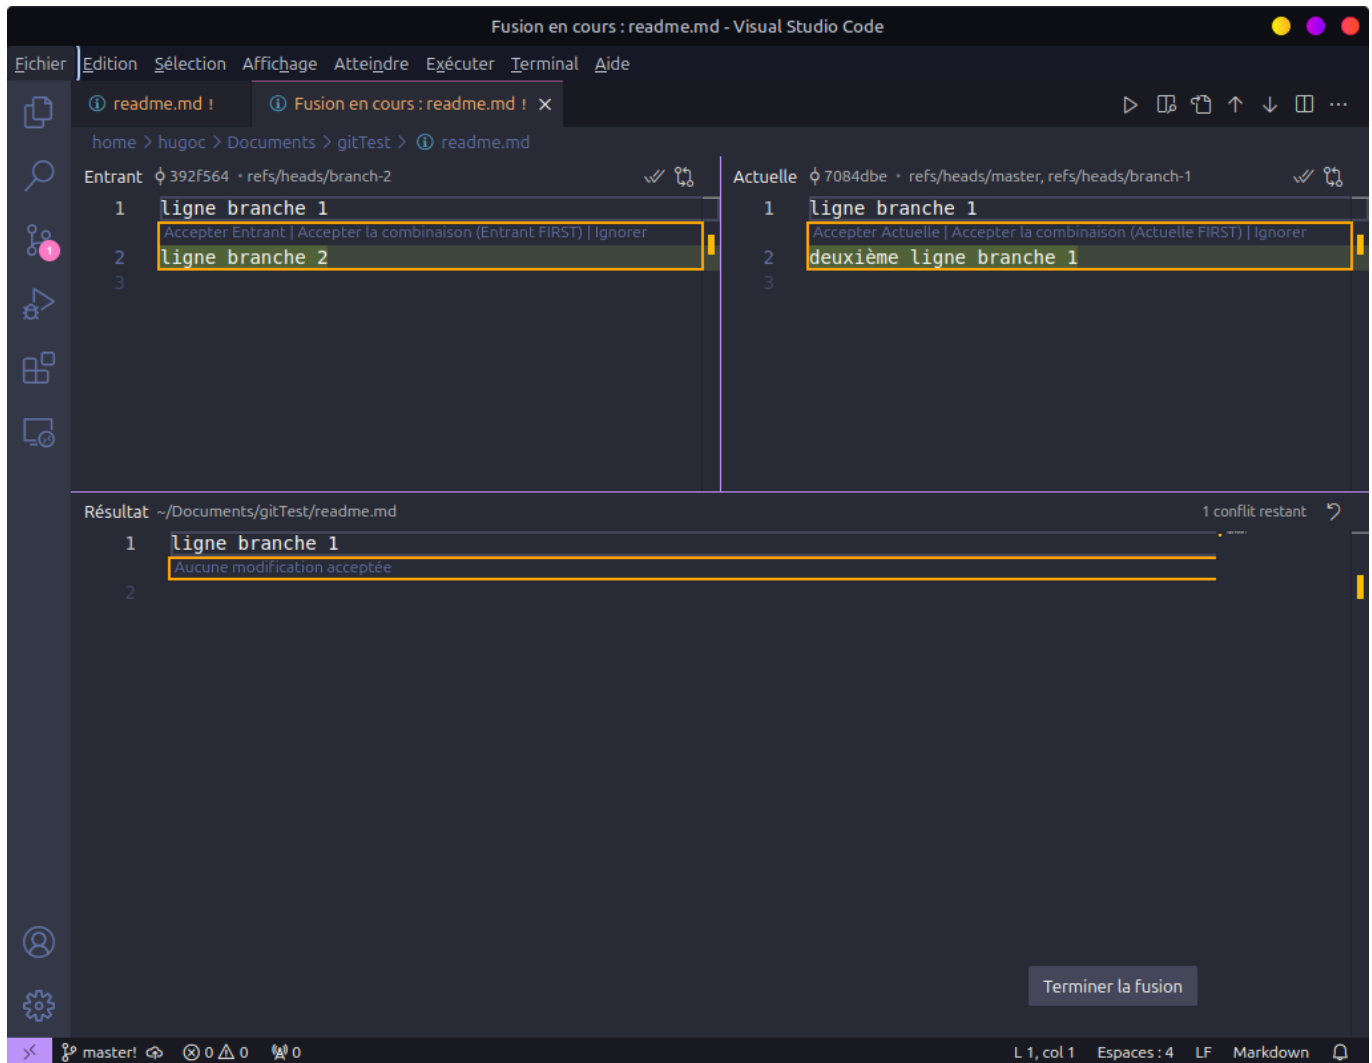 Fusion en cours : readme.md - Visual Studio Code
Fichier Edition Sélection Affichage Atteindre Exécuter Terminal Aide
readme.md ! Fusion en cours : readme.md !
home > hugoc > Documents > gitTest > readme.md
Entrant 392f564 • refs/heads/branch-2
1 ligne branche 1
Accepter Entrant | Accepter la combinaison (Entrant FIRST) | Ignorer
2 ligne branche 2
3
Actuelle 7084dbe • refs/heads/master, refs/heads/branch-1
1 ligne branche 1
Accepter Actuelle | Accepter la combinaison (Actuelle FIRST) | Ignorer
2 deuxième ligne branche 1
3
1
Résultat ~/Documents/gitTest/readme.md 1 conflit restant
1 ligne branche 1
Aucune modification acceptée
2
Terminer la fusion
master! 0 0 0 L 1, col 1 Espaces : 4 LF Markdown